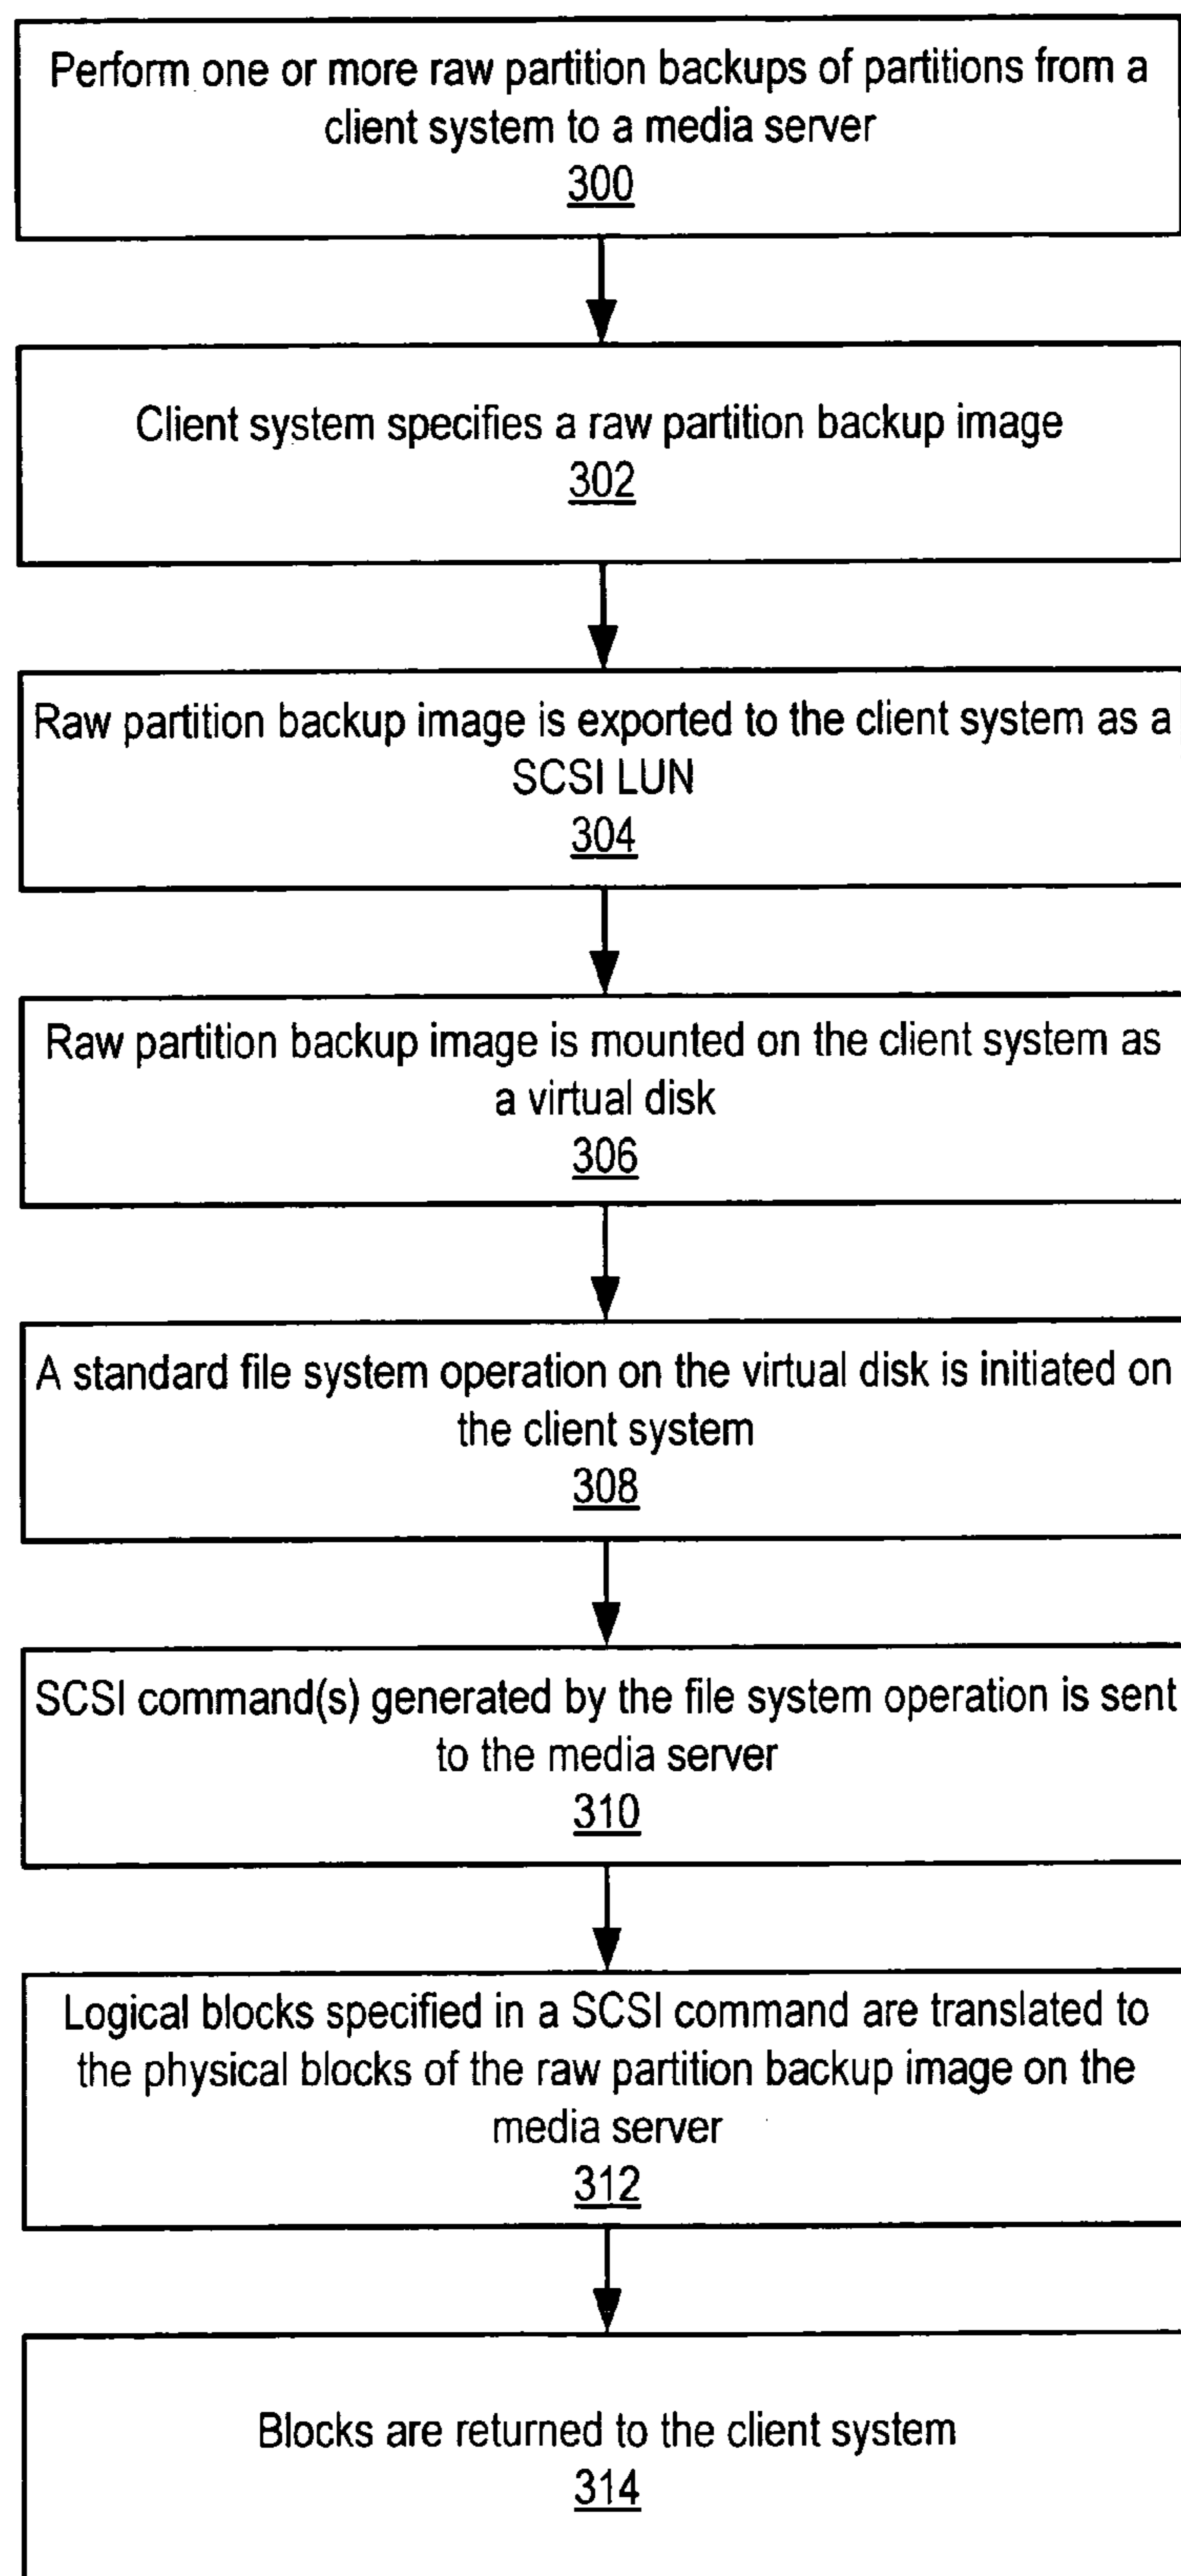 Perform one or more raw partition backups of partitions from a
client system to a media server
300
Client system specifies a raw partition backup image
302
Raw partition backup image is exported to the client system as a
SCSI LUN
304
Raw partition backup image is mounted on the client system as
a virtual disk
306
A standard file system operation on the virtual disk is initiated on
the client system
308
SCSI command(s) generated by the file system operation is sent
to the media server
310
Logical blocks specified in a SCSI command are translated to
the physical blocks of the raw partition backup image on the
media server
312
Blocks are returned to the client system
314